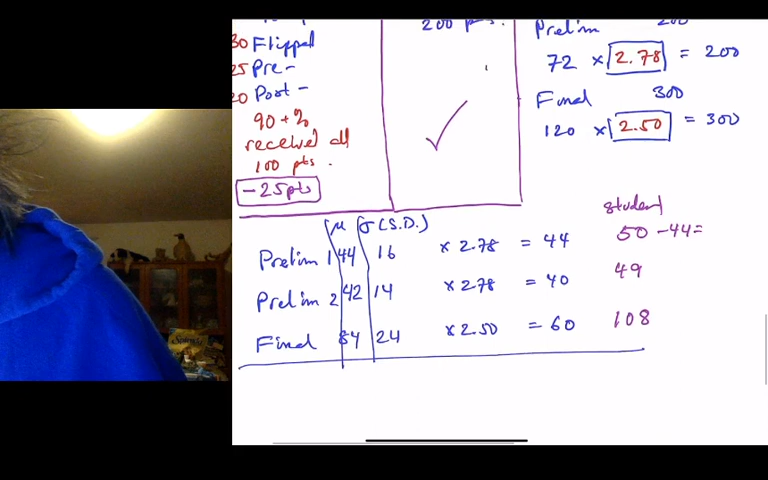 200 pts.
30 Flipped
25 Pre-
20 Post-
90+%
received all
100 pts.
-25pts
Prelim
72 × 2.78 = 200
Final 300
120 × 2.50 = 300
μ σ(S.D.) student
Prelim 1 44 16 × 2.78 = 44 50 -44=
Prelim 2 42 14 × 2.78 = 40 49
Final 84 24 × 2.50 = 60 108